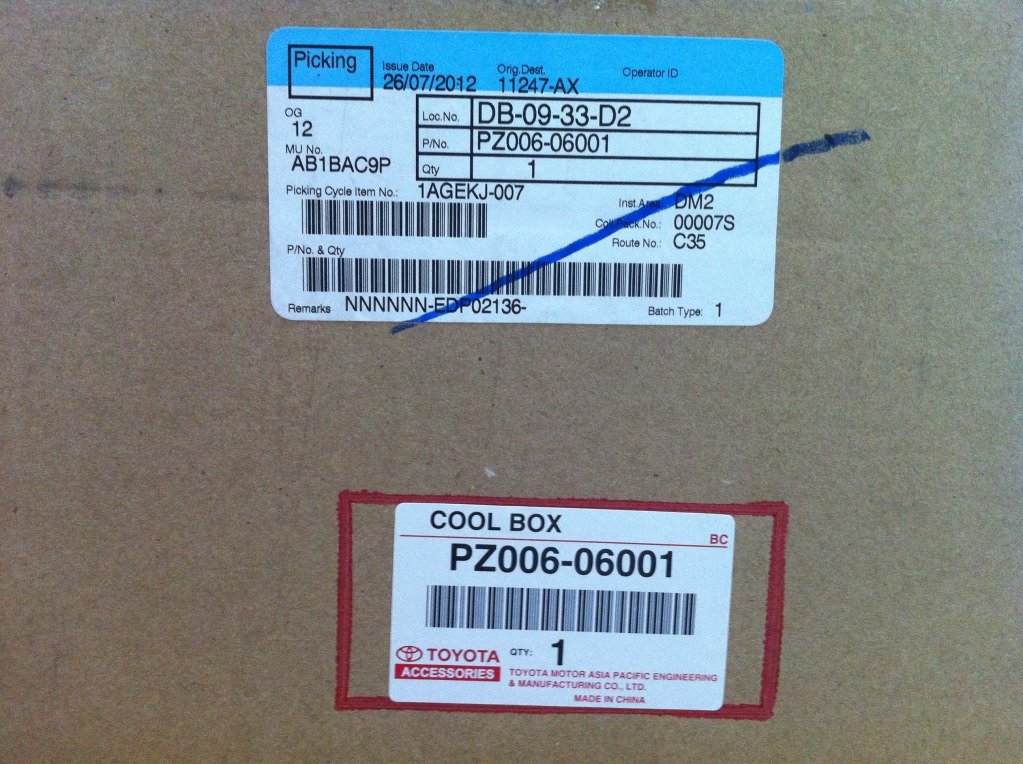 Picking
Issue Date
26/07/2012
Orig.Dest.
11247-AX
Operator ID
OG
12
Loc.No. DB-09-33-D2
P/No. PZ006-06001
Qty 1
MU No.
AB1BAC9P
Picking Cycle Item No.: 1AGEKJ-007
Inst.Area: DM2
Coll.Pack.No.: 00007S
Route No.: C35
P/No. & Qty
Remarks NNNNNN-EDP02136-
Batch Type: 1
COOL BOX
BC
PZ006-06001
TOYOTA
ACCESSORIES
QTY: 1
TOYOTA MOTOR ASIA PACIFIC ENGINEERING
& MANUFACTURING CO., LTD.
MADE IN CHINA